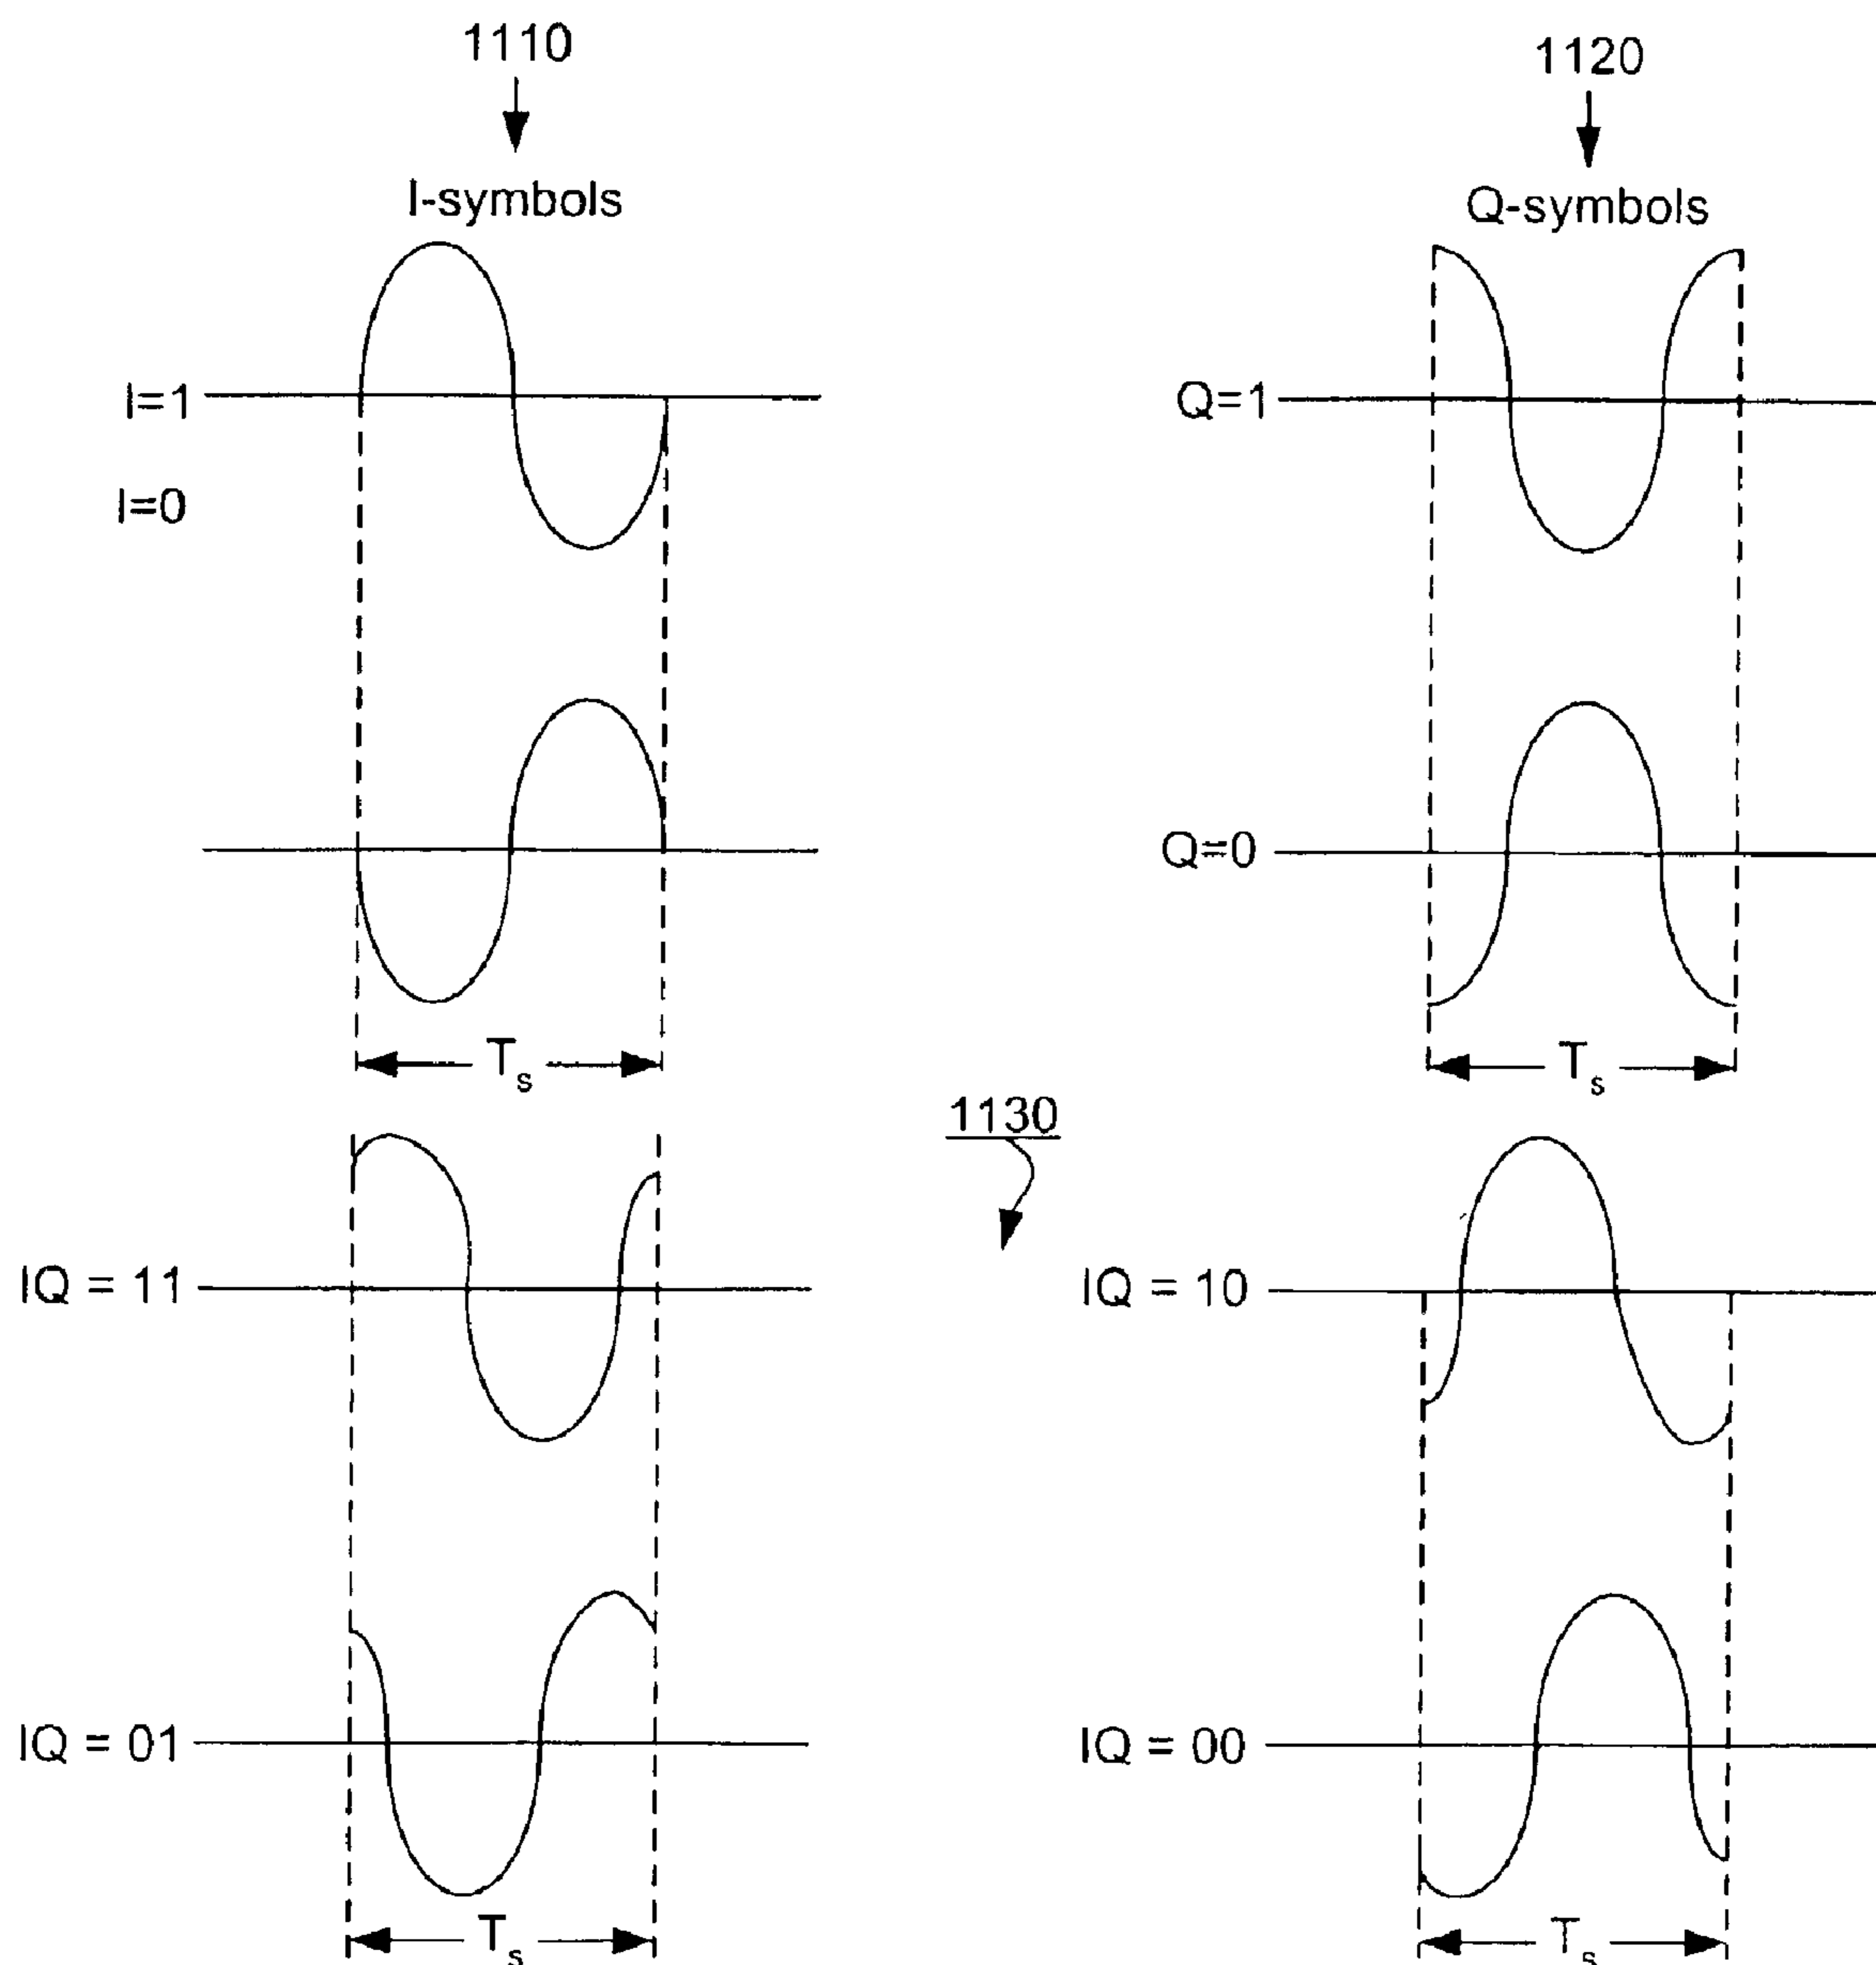 1110
1120
I-symbols
Q-symbols
I=1
Q=1
I=0
Q=0
Ts
Ts
1130
IQ = 11
IQ = 10
IQ = 01
IQ = 00
Ts
Ts